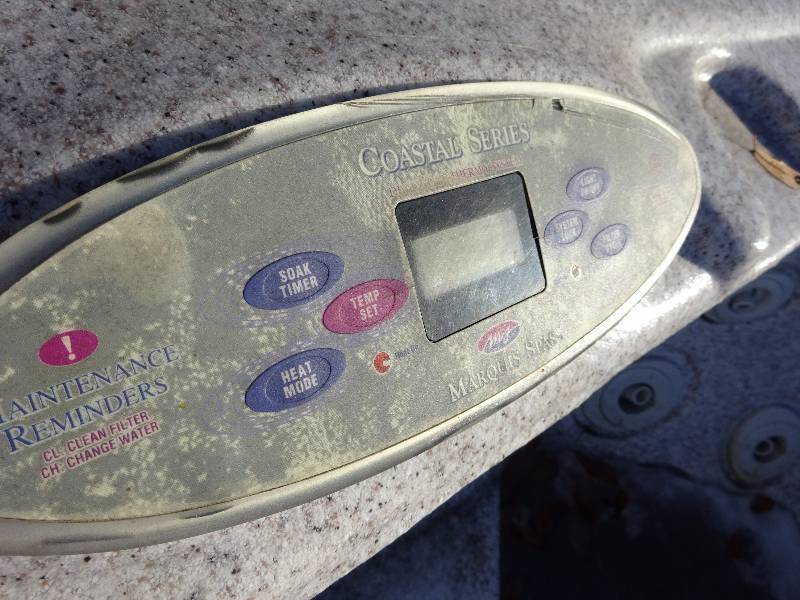 COASTAL SERIES
SOAK
TIMER
TEMP
SET
HEAT
MODE
!
MAINTENANCE
REMINDERS
CL: CLEAN FILTER
CH: CHANGE WATER
MARQUIS SPAS